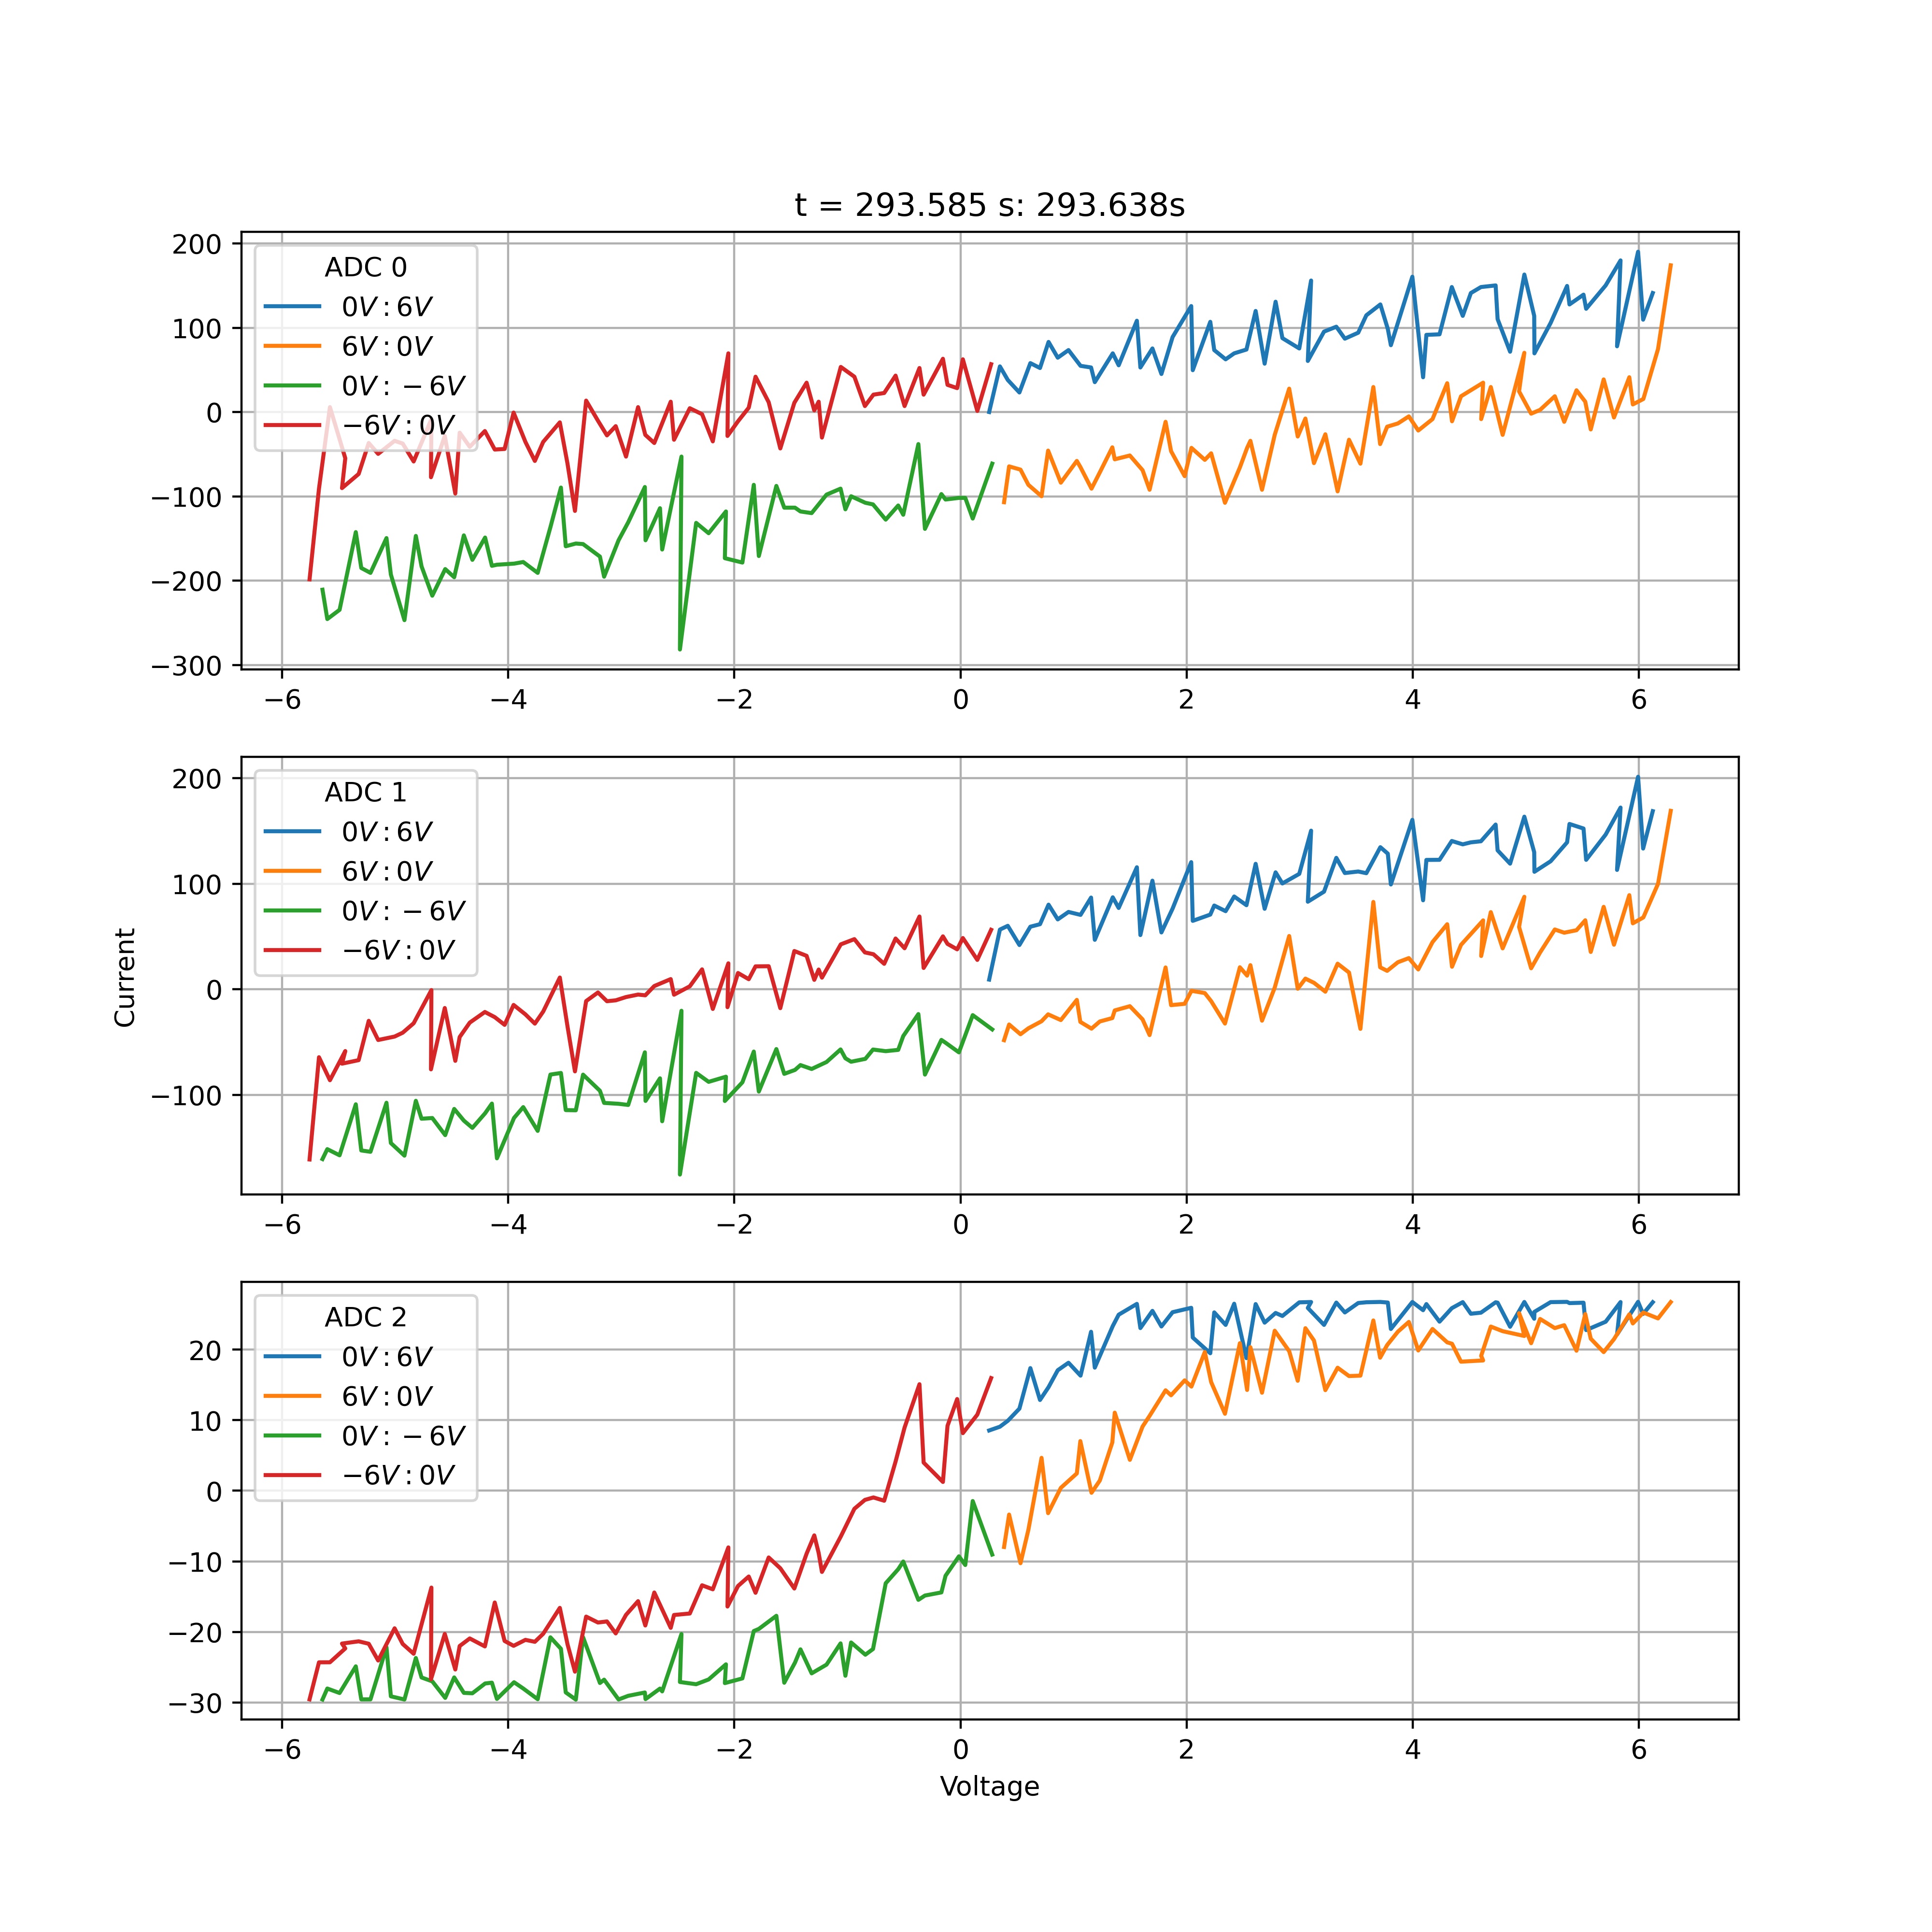 t = 293.585 s: 293.638s
200
100
0
−100
−200
−300
ADC 0
0V : 6V
6V : 0V
0V : − 6V
−6V : 0V
−6 −4 −2 0 2 4 6
Current
200
100
0
−100
ADC 1
0V : 6V
6V : 0V
0V : − 6V
−6V : 0V
−6 −4 −2 0 2 4 6
20
10
0
−10
−20
−30
ADC 2
0V : 6V
6V : 0V
0V : − 6V
−6V : 0V
−6 −4 −2 0 2 4 6
Voltage